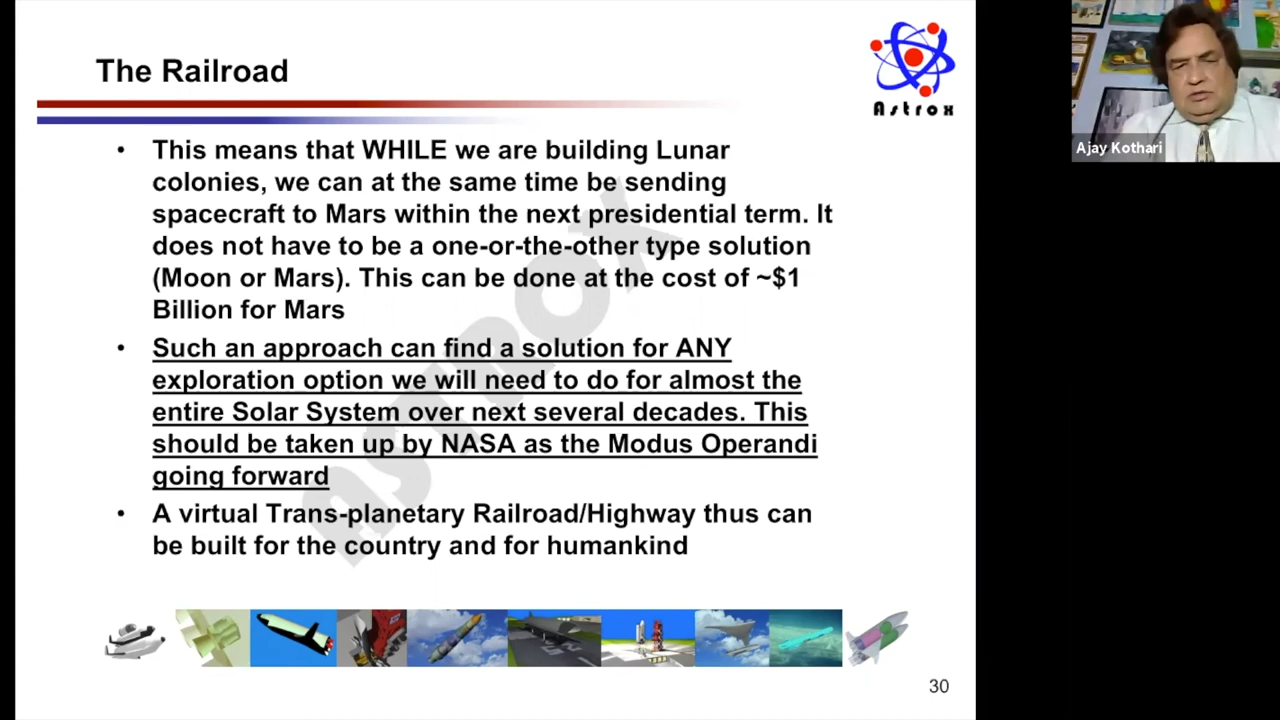 The Railroad
Astrox
Ajay Kothari
• This means that WHILE we are building Lunar
colonies, we can at the same time be sending
spacecraft to Mars within the next presidential term. It
does not have to be a one-or-the-other type solution
(Moon or Mars). This can be done at the cost of ~$1
Billion for Mars
• Such an approach can find a solution for ANY
exploration option we will need to do for almost the
entire Solar System over next several decades. This
should be taken up by NASA as the Modus Operandi
going forward
• A virtual Trans-planetary Railroad/Highway thus can
be built for the country and for humankind
ASTROX
30